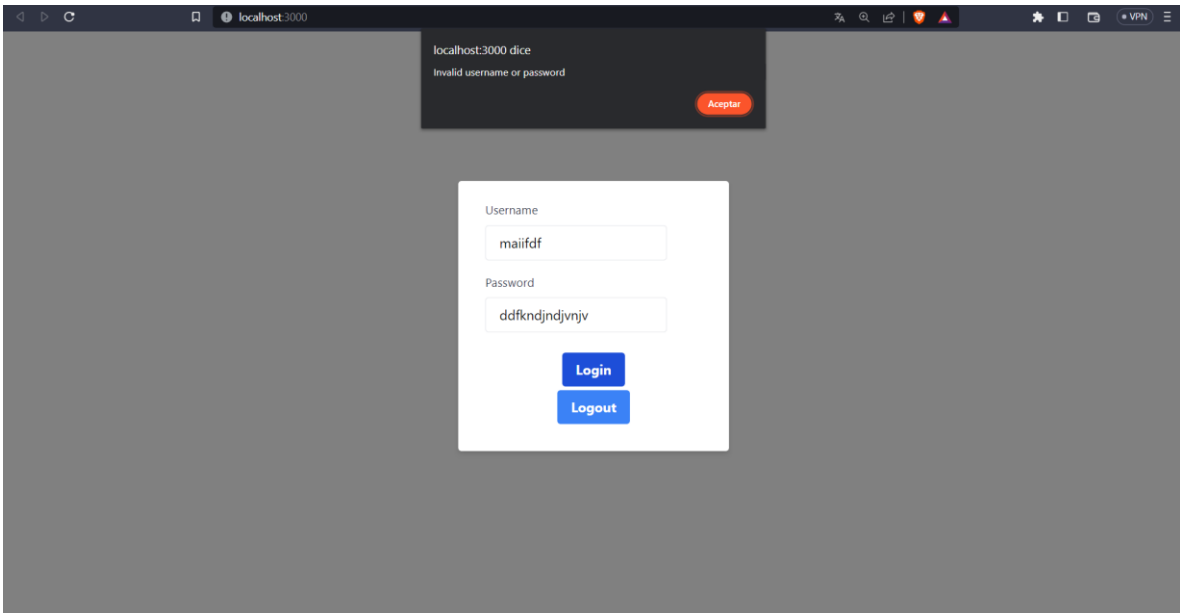 localhost:3000
VPN
localhost:3000 dice
Invalid username or password
Aceptar
Username
maiifdf
Password
ddfkndjndjvnjv
Login
Logout